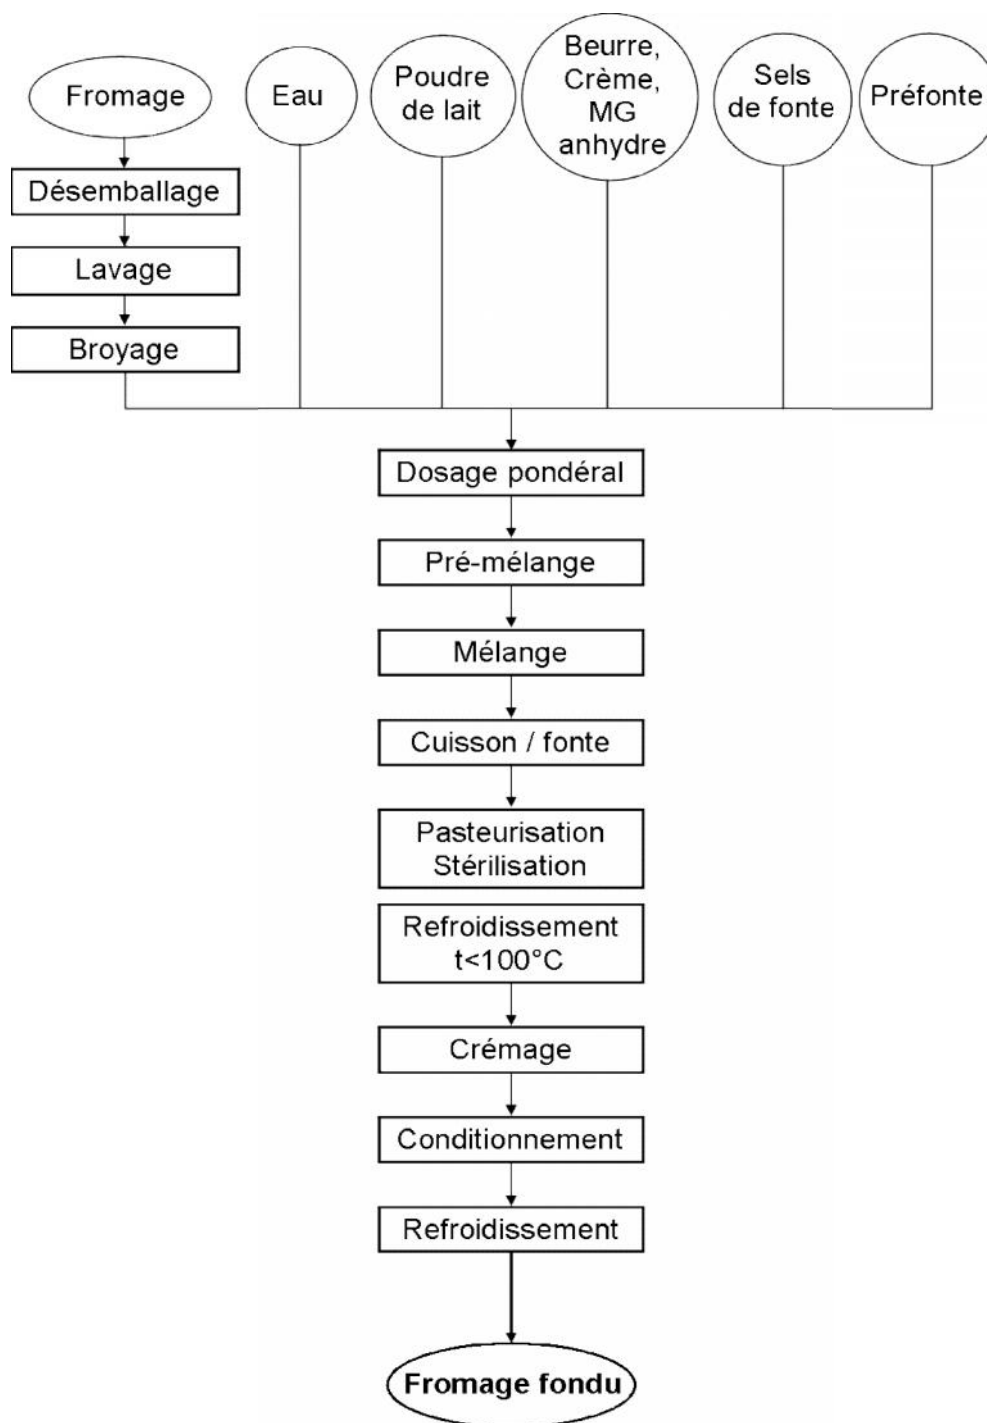 Fromage
Eau
Poudre
de lait
Beurre,
Crème,
MG
anhydre
Sels
de fonte
Préfonte
Désemballage
Lavage
Broyage
Dosage pondéral
Pré-mélange
Mélange
Cuisson / fonte
Pasteurisation
Stérilisation
Refroidissement
t<100°C
Crémage
Conditionnement
Refroidissement
Fromage fondu